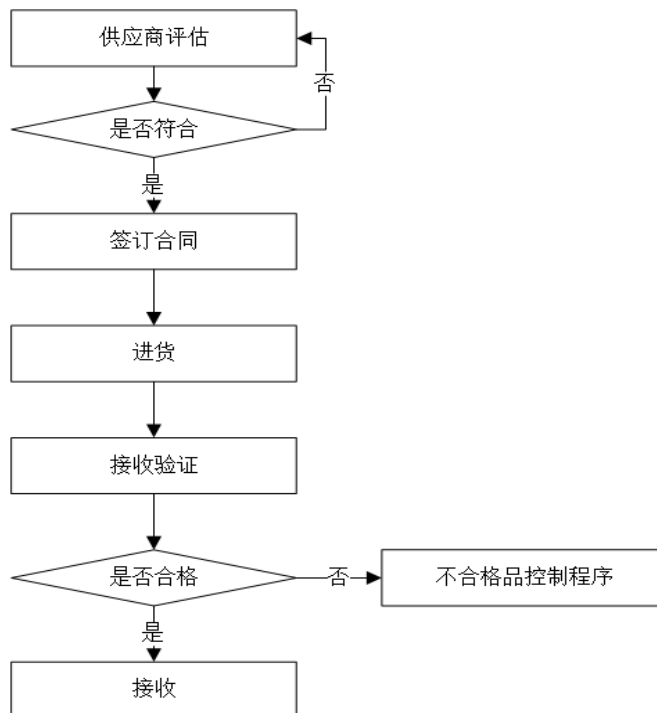 供应商评估
否
是否符合
是
签订合同
进货
接收验证
是否合格
否
不合格品控制程序
是
接收